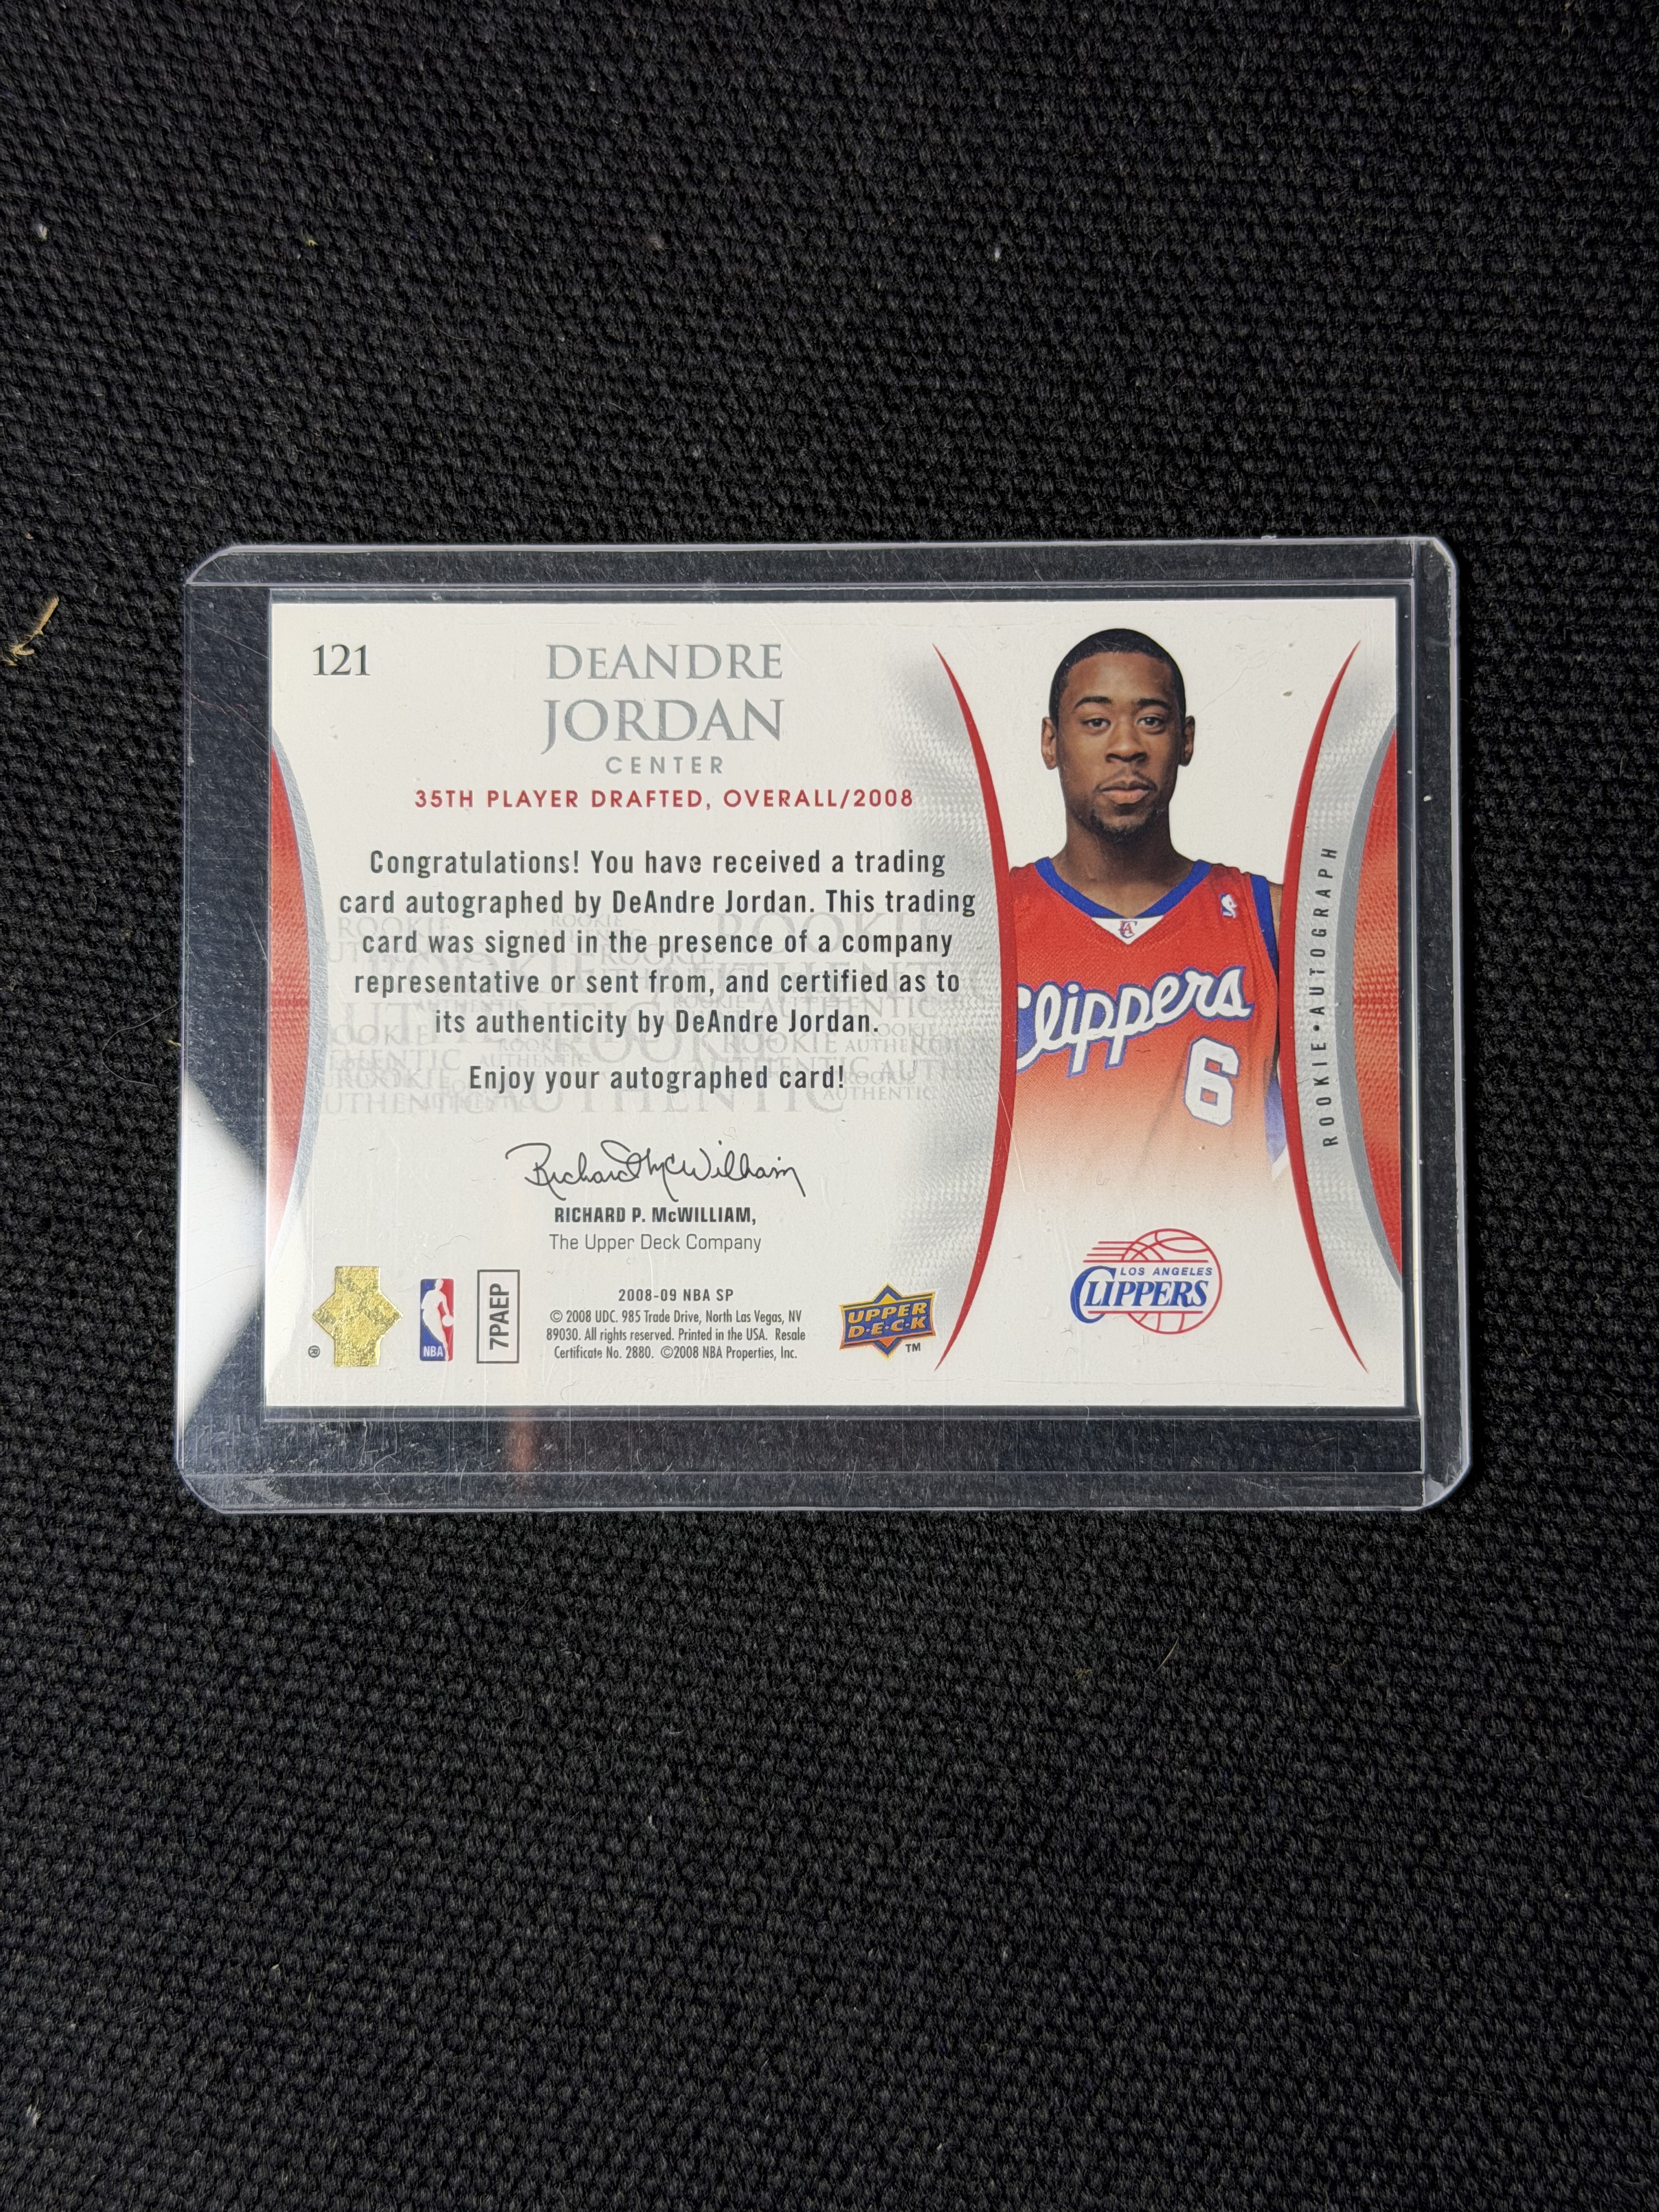 121
DEANDRE
JORDAN
CENTER
35TH PLAYER DRAFTED, OVERALL/2008
Congratulations! You have received a trading
card autographed by DeAndre Jordan. This trading
card was signed in the presence of a company
representative or sent from, and certified as to
its authenticity by DeAndre Jordan.
Enjoy your autographed card!
Richard McWilliam
RICHARD P. McWILLIAM,
The Upper Deck Company
®
NBA
7PAEP
2008-09 NBA SP
© 2008 UDC. 985 Trade Drive, North Las Vegas, NV
89030. All rights reserved. Printed in the USA. Resale
Certificate No. 2880. ©2008 NBA Properties, Inc.
UPPER
D·E·C·K
TM
Clippers
6
LOS ANGELES
CLIPPERS
ROOKIE•AUTOGRAPH